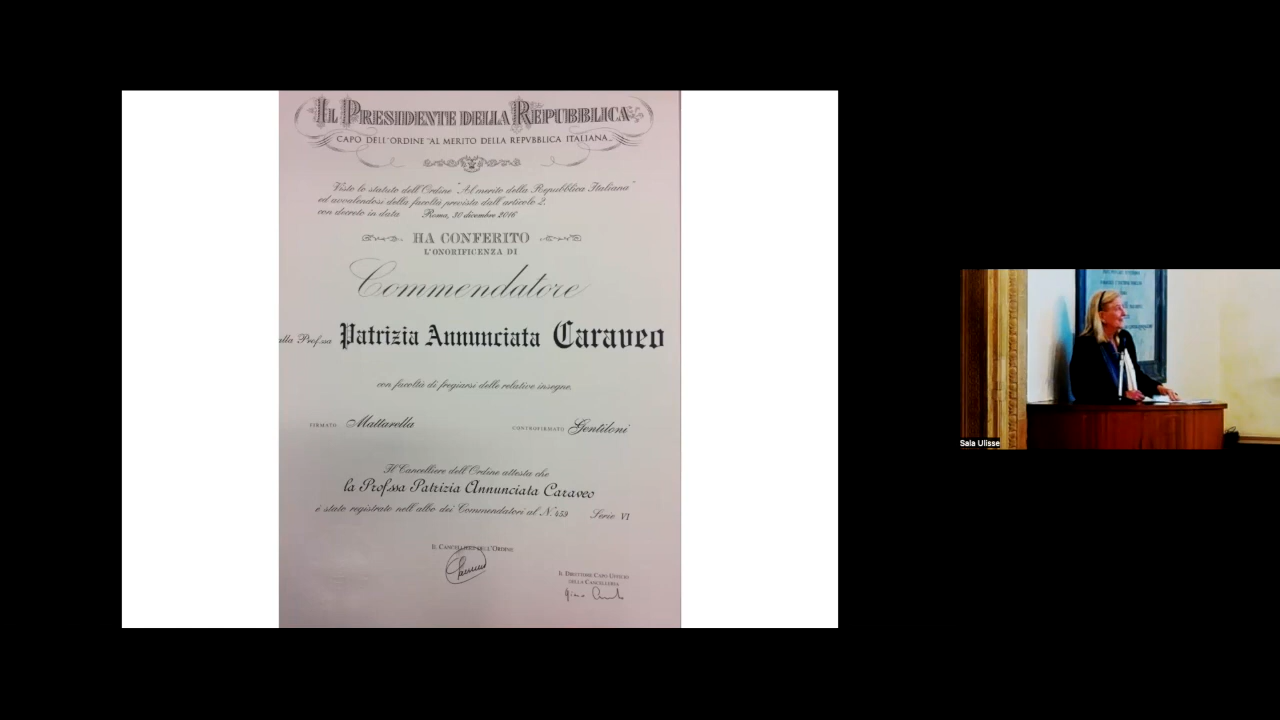 IL PRESIDENTE DELLA REPUBBLICA
CAPO DELL'ORDINE "AL MERITO DELLA REPVBBLICA ITALIANA"
Visto lo statuto dell'Ordine "Al merito della Repubblica Italiana"
ed avvalendosi della facoltà prevista dall'articolo 2,
con decreto in data Roma, 30 dicembre 2016
HA CONFERITO
L'ONORIFICENZA DI
Commendatore
alla Prof.ssa Patrizia Annunciata Caraveo
con facoltà di fregiarsi delle relative insegne.
FIRMATO Mattarella CONTROFIRMATO Gentiloni
Il Cancelliere dell'Ordine attesta che
la Prof.ssa Patrizia Annunciata Caraveo
è stato registrato nell'albo dei Commendatori al N. 459 Serie VI
IL CANCELLIERE DELL'ORDINE
IL DIRETTORE CAPO UFFICIO
DELLA CANCELLERIA
Sala Ulisse